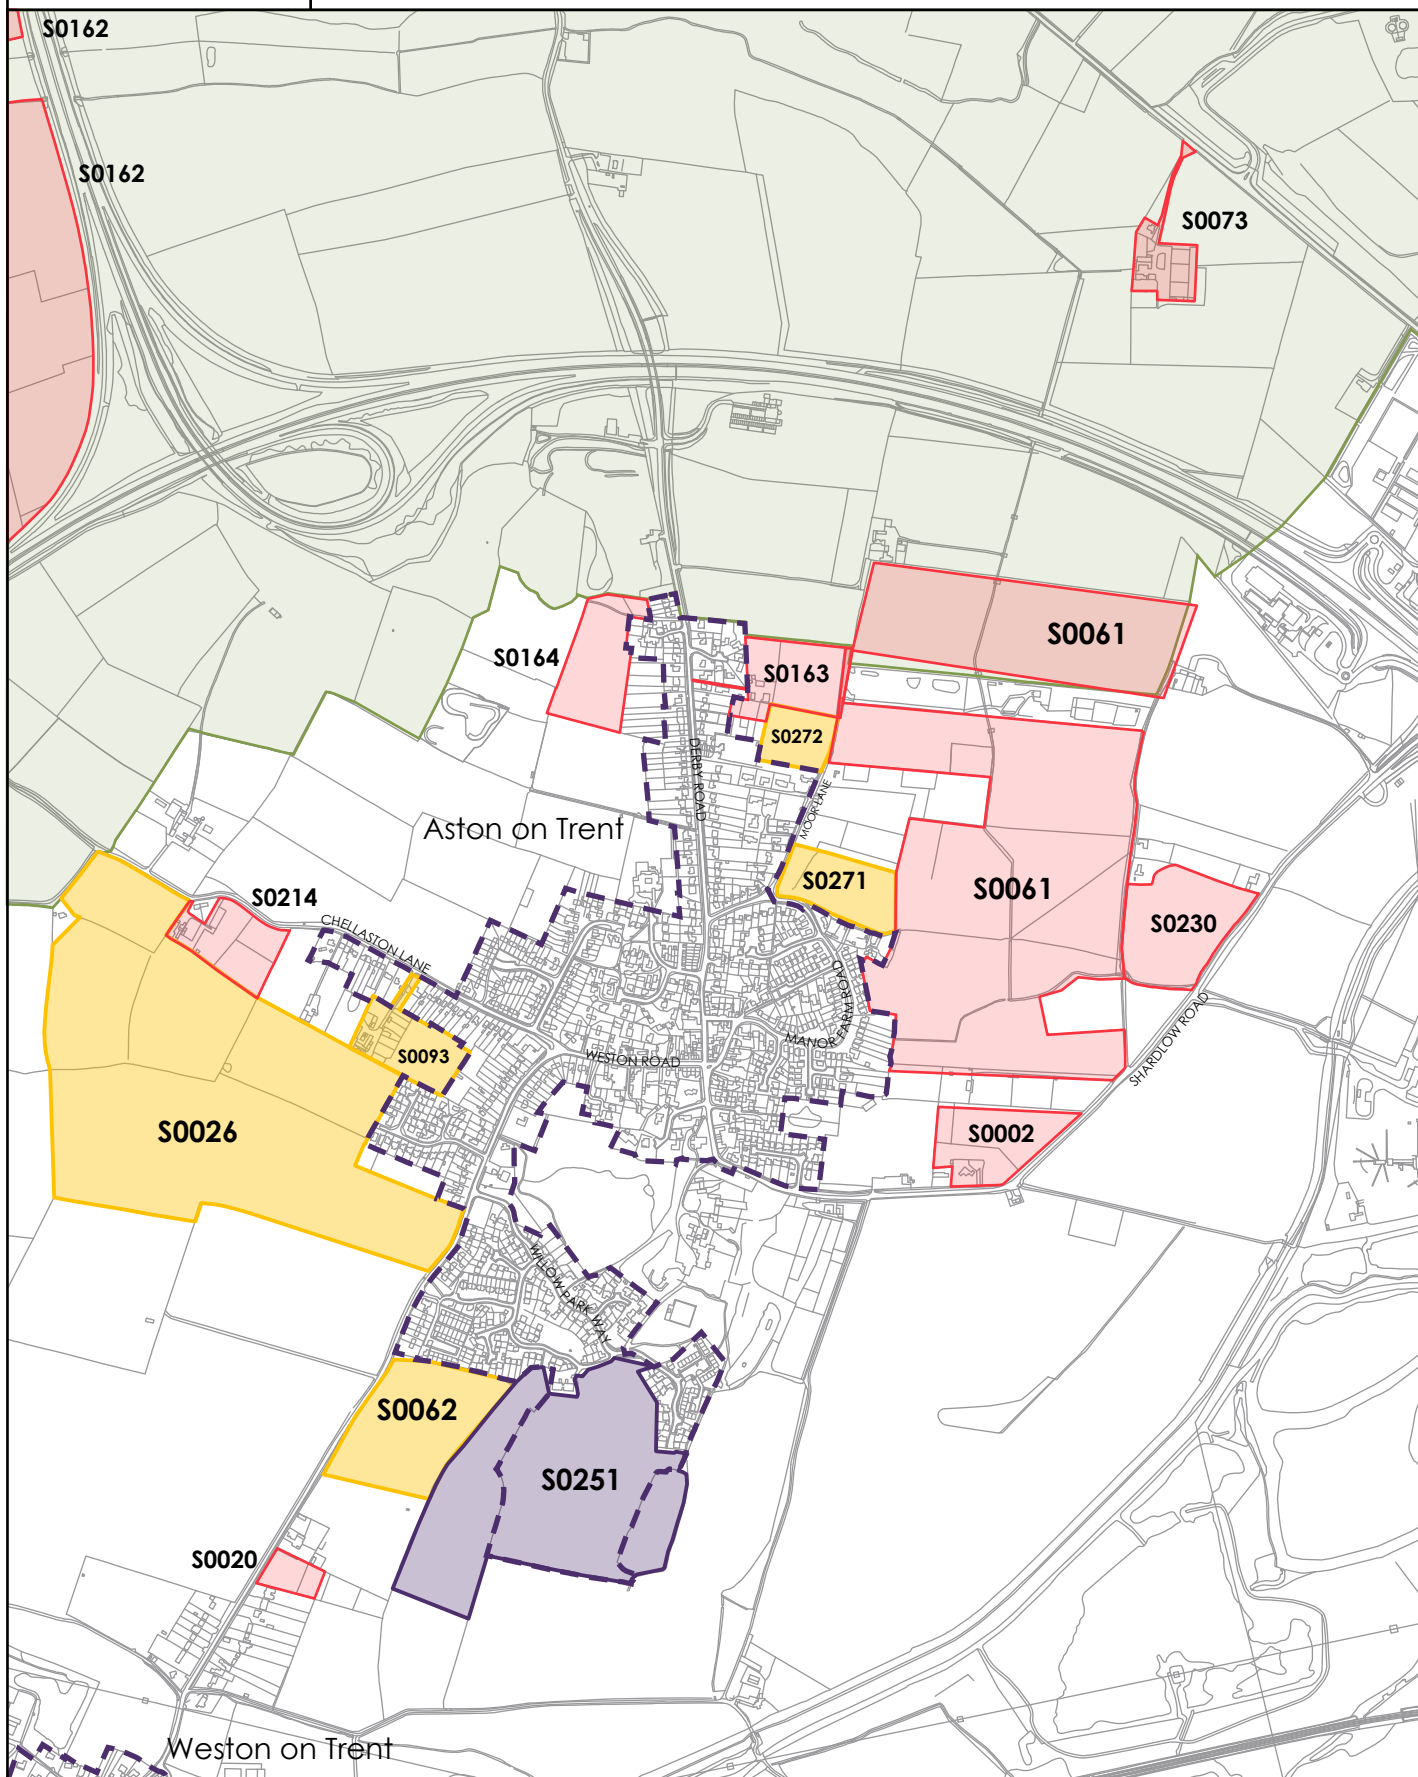 S0162
S0162
S0073
S0061
S0164
S0163
S0272
DERBY ROAD
MOOR LANE
Aston on Trent
S0271
S0061
S0214
S0230
CHELLASTON LANE
MANOR FARM ROAD
S0093
WESTON ROAD
SHARDLOW ROAD
S0026
S0002
WILLOW PARK WAY
S0062
S0251
S0020
Weston on Trent